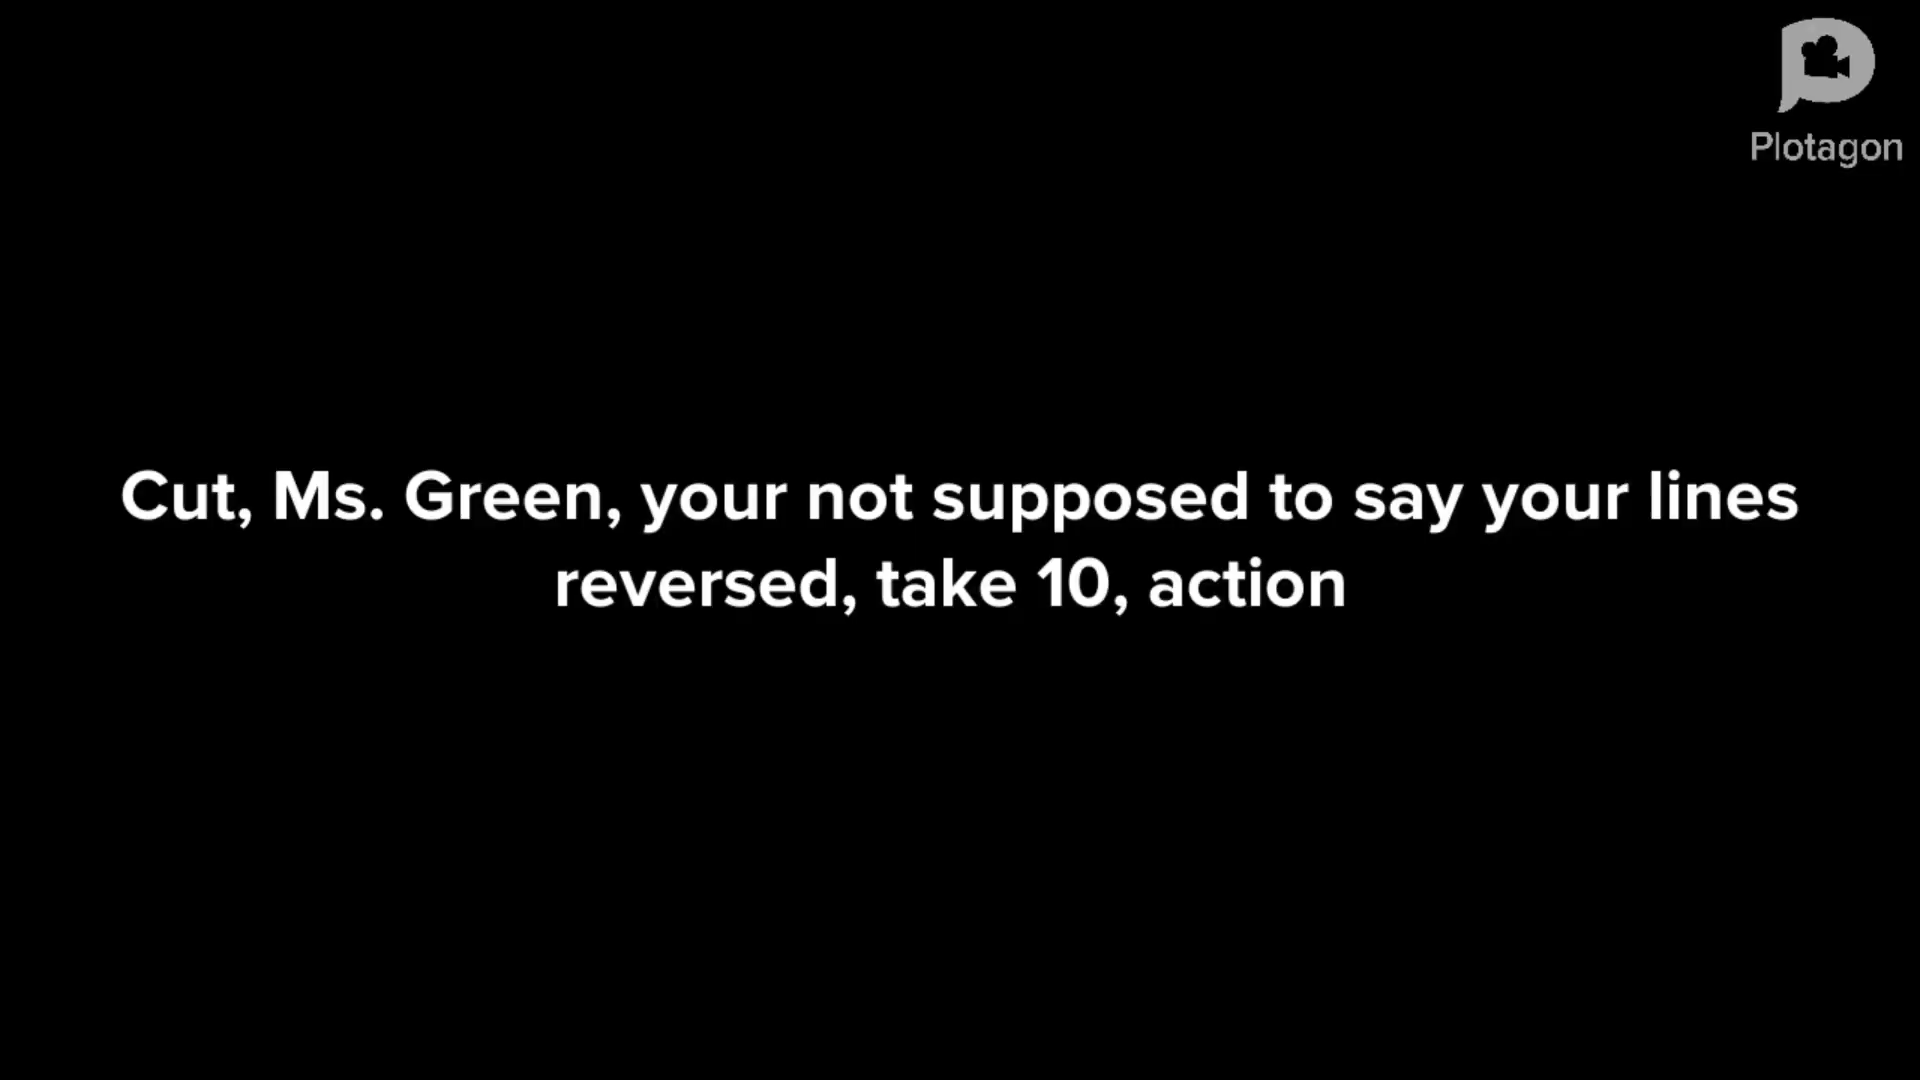 Plotagon
Cut, Ms. Green, your not supposed to say your lines
reversed, take 10, action